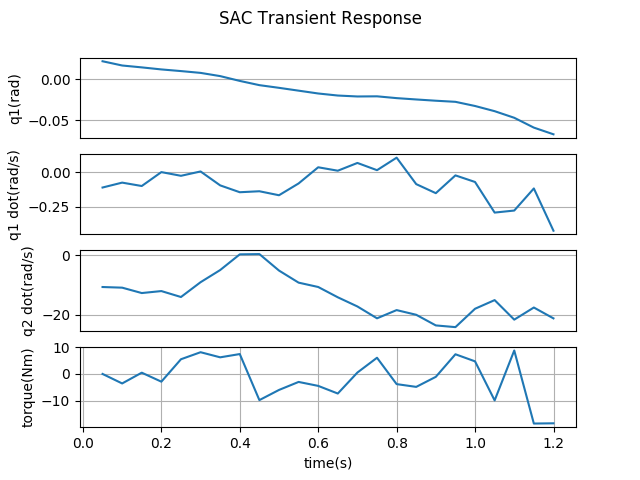 SAC Transient Response
q1(rad)
0.00
−0.05
q1 dot(rad/s)
0.00
−0.25
q2 dot(rad/s)
0
−20
torque(Nm)
10
0
−10
0.0 0.2 0.4 0.6 0.8 1.0 1.2
time(s)